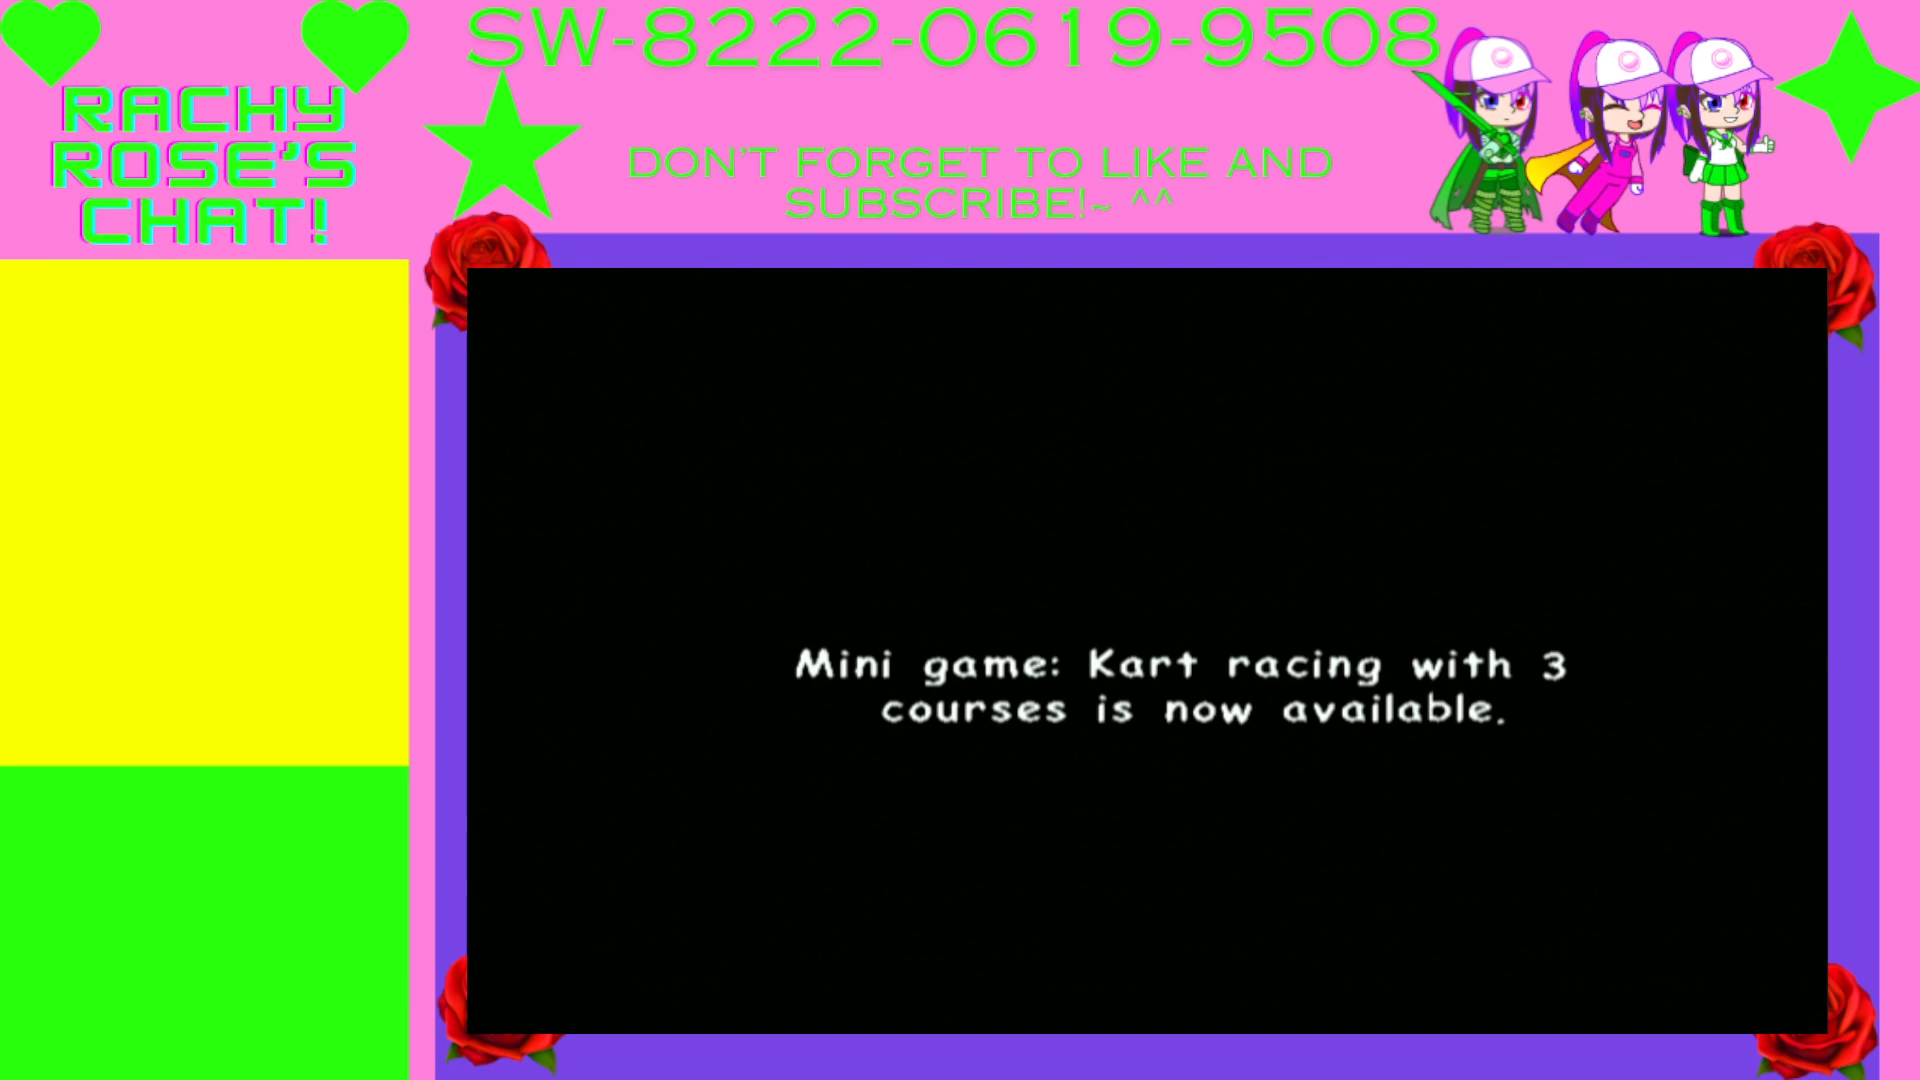 SW-8222-0619-9508
RACHY
ROSE'S
CHAT!
DON'T FORGET TO LIKE AND
SUBSCRIBE!~ ^^
Mini game: Kart racing with 3
courses is now available.